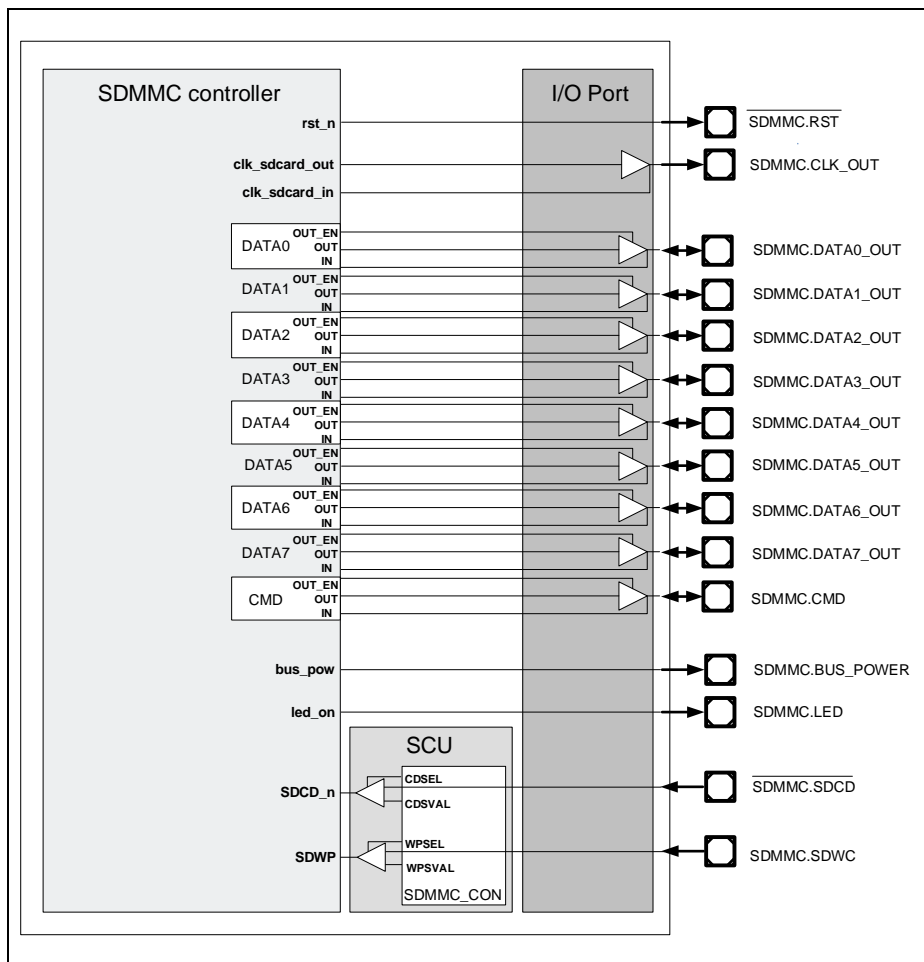 SDMMC controller
I/O Port
rst_n
SDMMC.RST
clk_sdcard_out
SDMMC.CLK_OUT
clk_sdcard_in
DATA0
OUT_EN
OUT
IN
SDMMC.DATA0_OUT
DATA1
OUT_EN
OUT
IN
SDMMC.DATA1_OUT
DATA2
OUT_EN
OUT
IN
SDMMC.DATA2_OUT
DATA3
OUT_EN
OUT
IN
SDMMC.DATA3_OUT
DATA4
OUT_EN
OUT
IN
SDMMC.DATA4_OUT
DATA5
OUT_EN
OUT
IN
SDMMC.DATA5_OUT
DATA6
OUT_EN
OUT
IN
SDMMC.DATA6_OUT
DATA7
OUT_EN
OUT
IN
SDMMC.DATA7_OUT
CMD
OUT_EN
OUT
IN
SDMMC.CMD
bus_pow
SDMMC.BUS_POWER
led_on
SDMMC.LED
SCU
SDCD_n
CDSEL
CDSVAL
SDMMC.SDCD
SDWP
WPSEL
WPSVAL
SDMMC.SDWC
SDMMC_CON